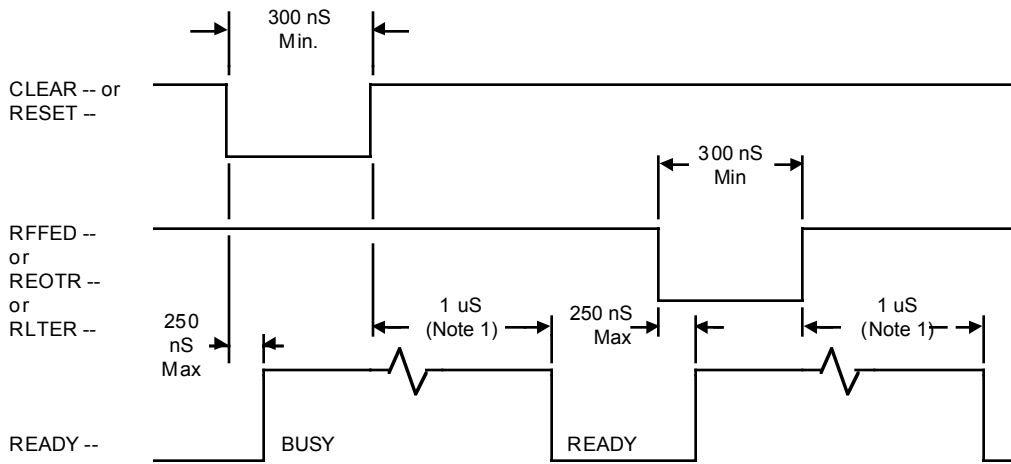 300 nS
Min.
CLEAR -- or
RESET --
300 nS
Min
RFFED --
or
REOTR --
or
RLTER --
250
nS
Max
1 uS
(Note 1)
250 nS
Max
1 uS
(Note 1)
READY --
BUSY
READY